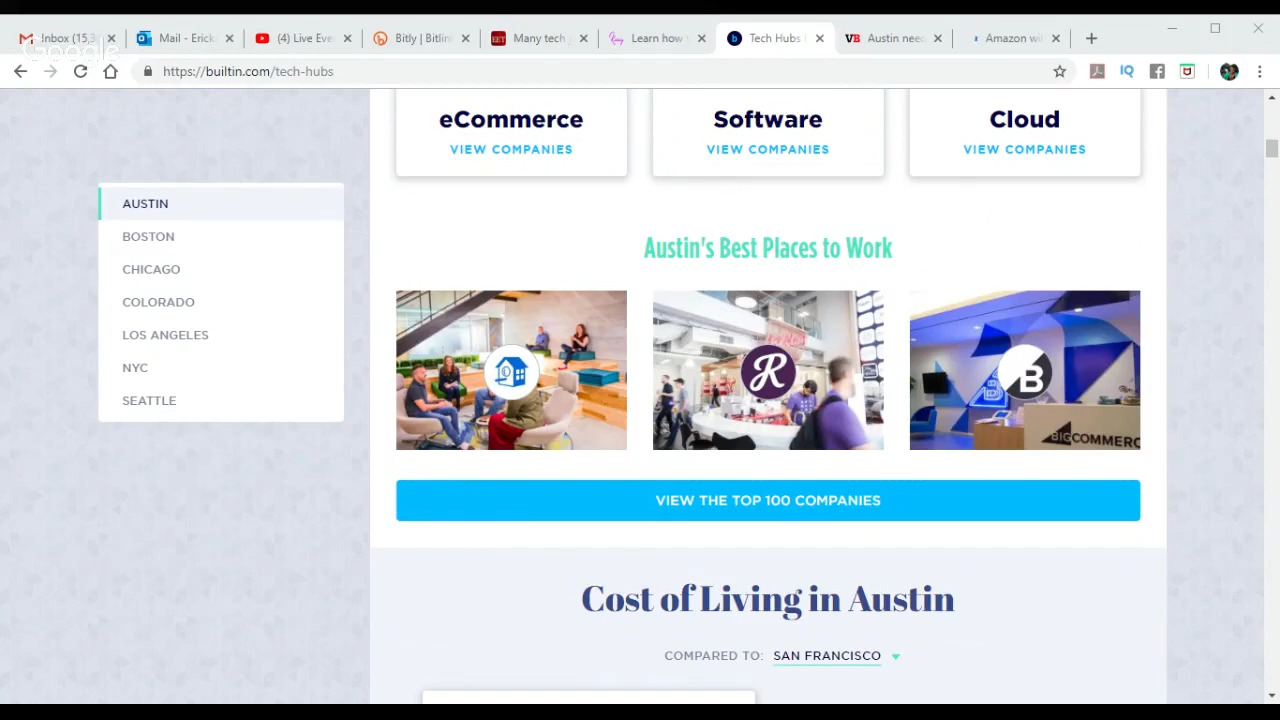 Inbox (15,3
Mail - Erick
(4) Live Eve
Bitly | Bitlin
Many tech j
Learn how
Tech Hubs
Austin nee
Amazon wi
Google
https://builtin.com/tech-hubs
eCommerce
Software
Cloud
VIEW COMPANIES
VIEW COMPANIES
VIEW COMPANIES
AUSTIN
BOSTON
CHICAGO
COLORADO
LOS ANGELES
NYC
SEATTLE
Austin's Best Places to Work
R
B
BIGCOMMERC
VIEW THE TOP 100 COMPANIES
Cost of Living in Austin
COMPARED TO: SAN FRANCISCO